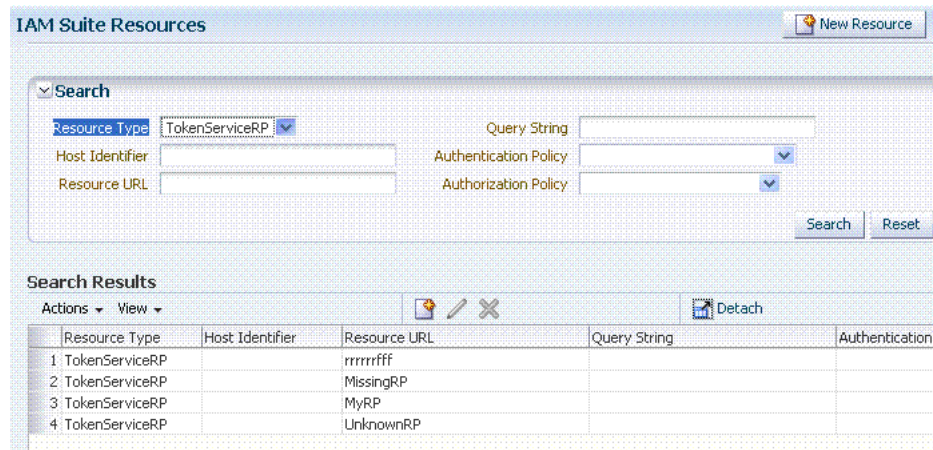 IAM Suite Resources
New Resource
Search
Resource Type TokenServiceRP Query String
Host Identifier Authentication Policy
Resource URL Authorization Policy
Search Reset
Search Results
Actions View Detach
Resource Type Host Identifier Resource URL Query String Authentication
1 TokenServiceRP rrrrrrfff
2 TokenServiceRP MissingRP
3 TokenServiceRP MyRP
4 TokenServiceRP UnknownRP